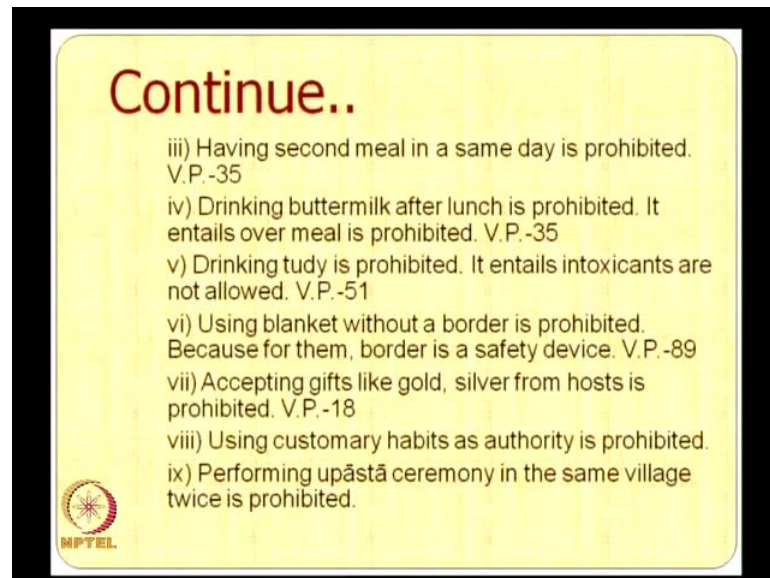 Continue..
iii) Having second meal in a same day is prohibited.
V.P.-35
iv) Drinking buttermilk after lunch is prohibited. It
entails over meal is prohibited. V.P.-35
v) Drinking tudy is prohibited. It entails intoxicants are
not allowed. V.P.-51
vi) Using blanket without a border is prohibited.
Because for them, border is a safety device. V.P.-89
vii) Accepting gifts like gold, silver from hosts is
prohibited. V.P.-18
viii) Using customary habits as authority is prohibited.
ix) Performing upāstā ceremony in the same village
twice is prohibited.
NPTEL